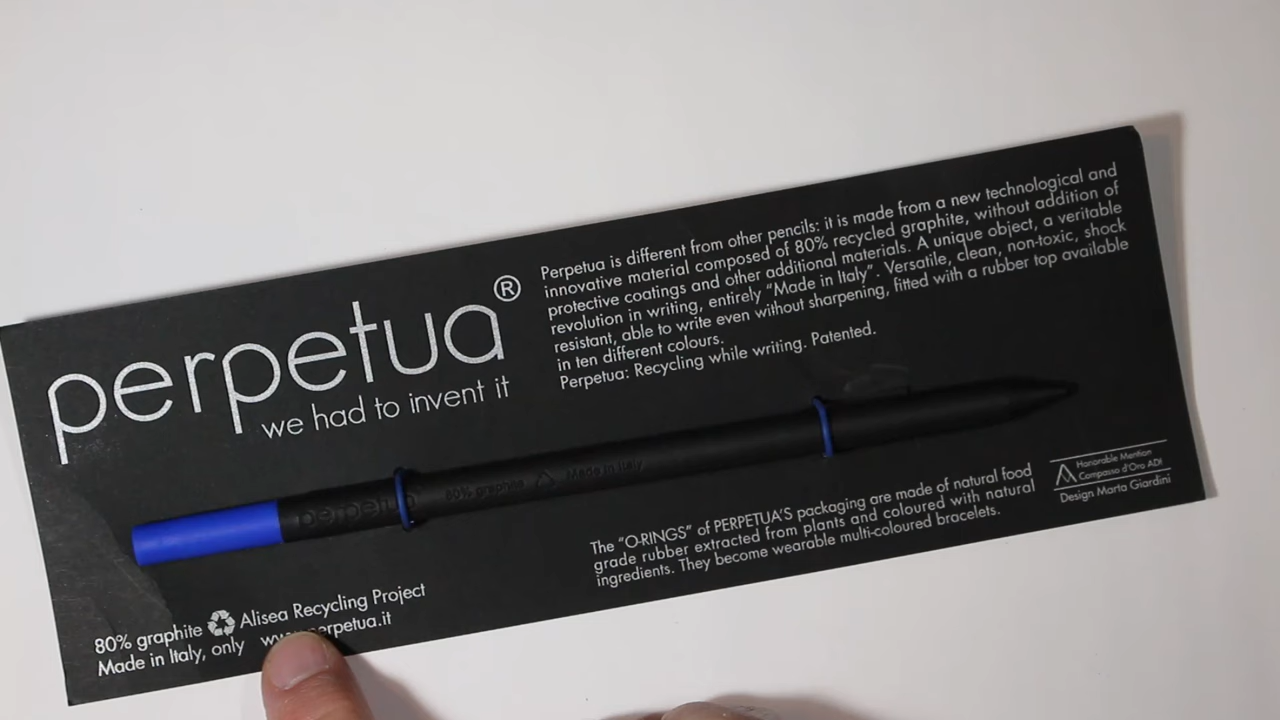 perpetua®
we had to invent it
Perpetua is different from other pencils: it is made from a new technological and
innovative material composed of 80% recycled graphite, without addition of
protective coatings and other additional materials. A unique object, a veritable
revolution in writing, entirely “Made in Italy”. Versatile, clean, non-toxic, shock
resistant, able to write even without sharpening, fitted with a rubber top available
in ten different colours.
Perpetua: Recycling while writing. Patented.
perpetua
80% graphite Made in Italy
The “O-RINGS” of PERPETUA’S packaging are made of natural food
grade rubber extracted from plants and coloured with natural
ingredients. They become wearable multi-coloured bracelets.
Honorable Mention
Compasso d’Oro ADI
Design Marta Giardini
80% graphite Alisea Recycling Project
Made in Italy, only